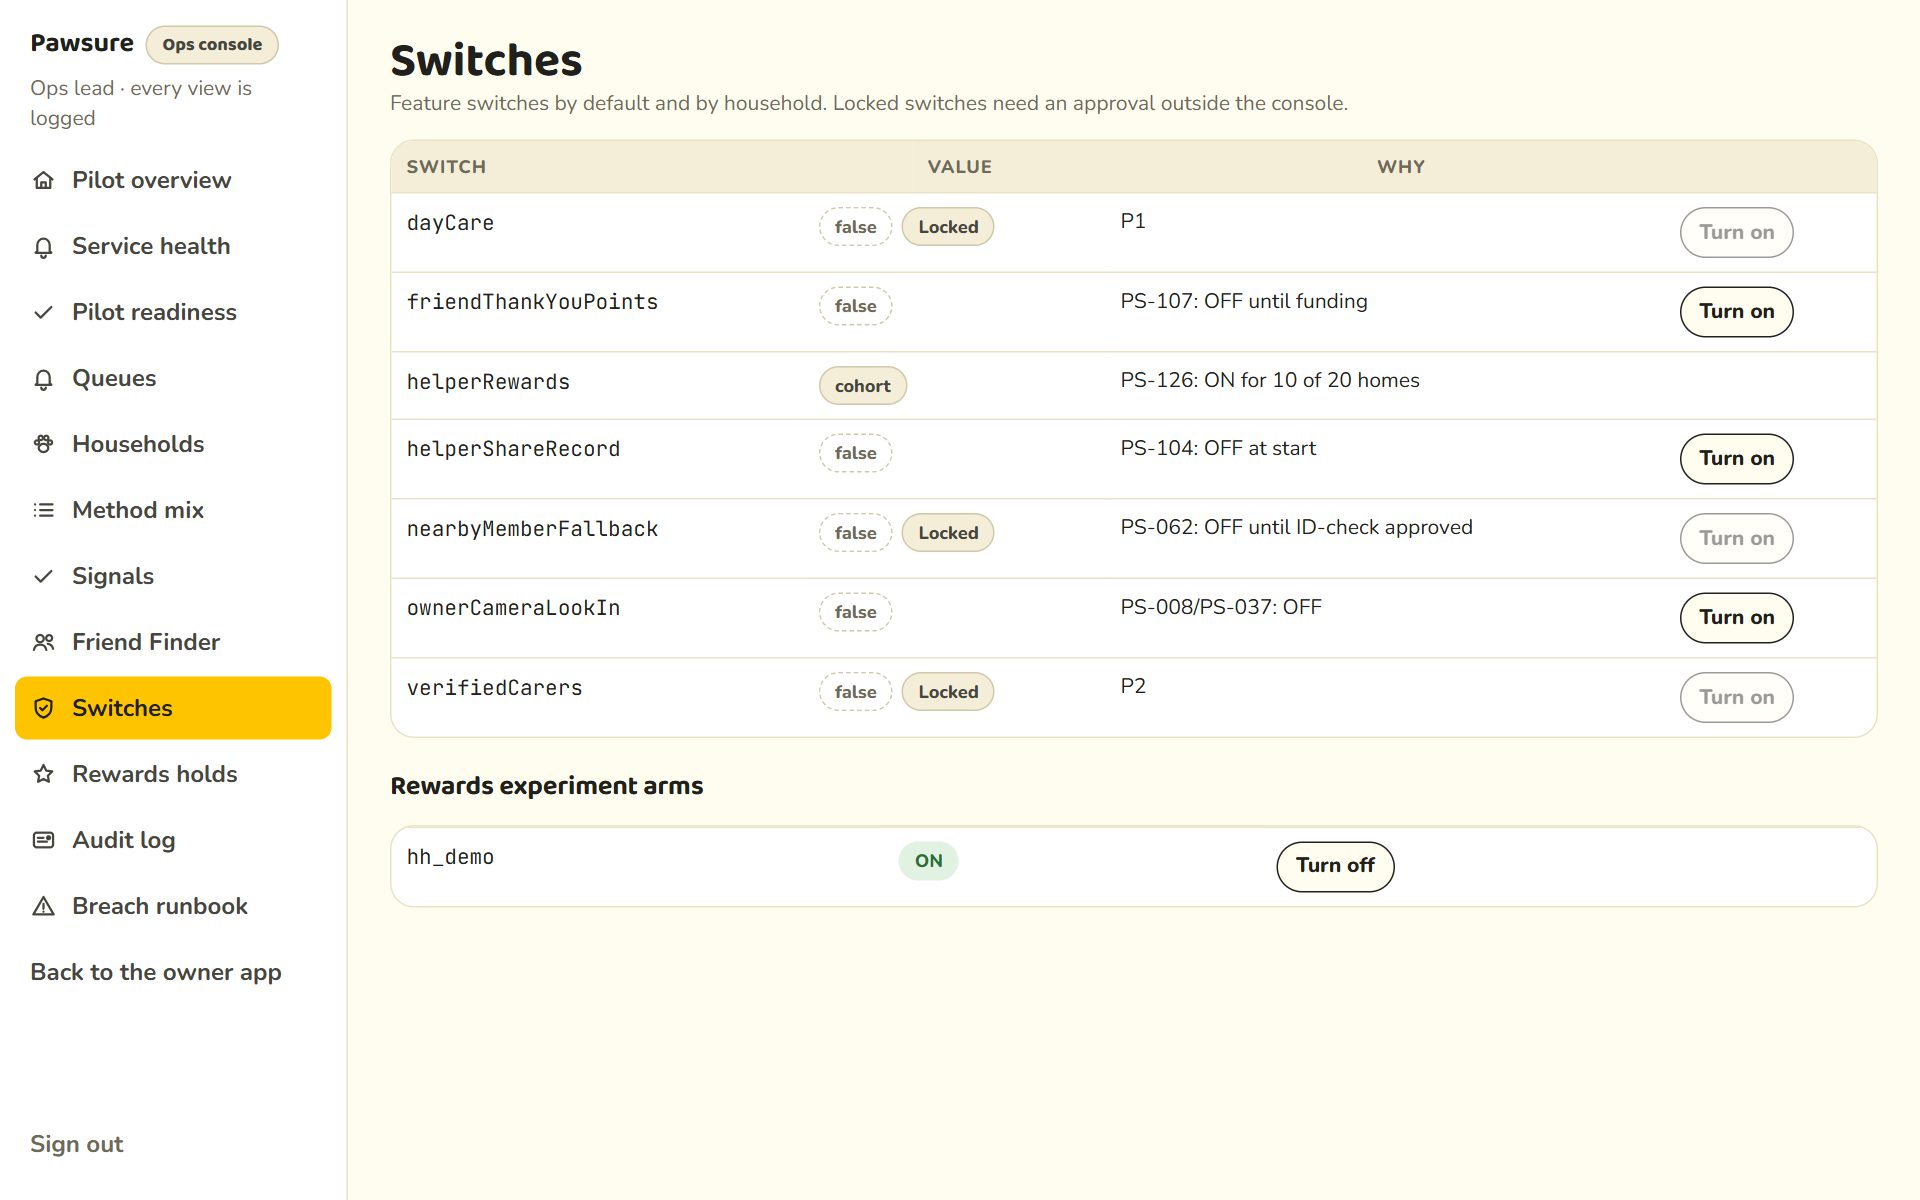 Pawsure Ops console
Ops lead · every view is
logged
Pilot overview
Service health
Pilot readiness
Queues
Households
Method mix
Signals
Friend Finder
Switches
Rewards holds
Audit log
Breach runbook
Back to the owner app
Sign out
Switches
Feature switches by default and by household. Locked switches need an approval outside the console.
SWITCH VALUE WHY
dayCare false Locked P1 Turn on
friendThankYouPoints false PS-107: OFF until funding Turn on
helperRewards cohort PS-126: ON for 10 of 20 homes
helperShareRecord false PS-104: OFF at start Turn on
nearbyMemberFallback false Locked PS-062: OFF until ID-check approved Turn on
ownerCameraLookIn false PS-008/PS-037: OFF Turn on
verifiedCarers false Locked P2 Turn on
Rewards experiment arms
hh_demo ON Turn off